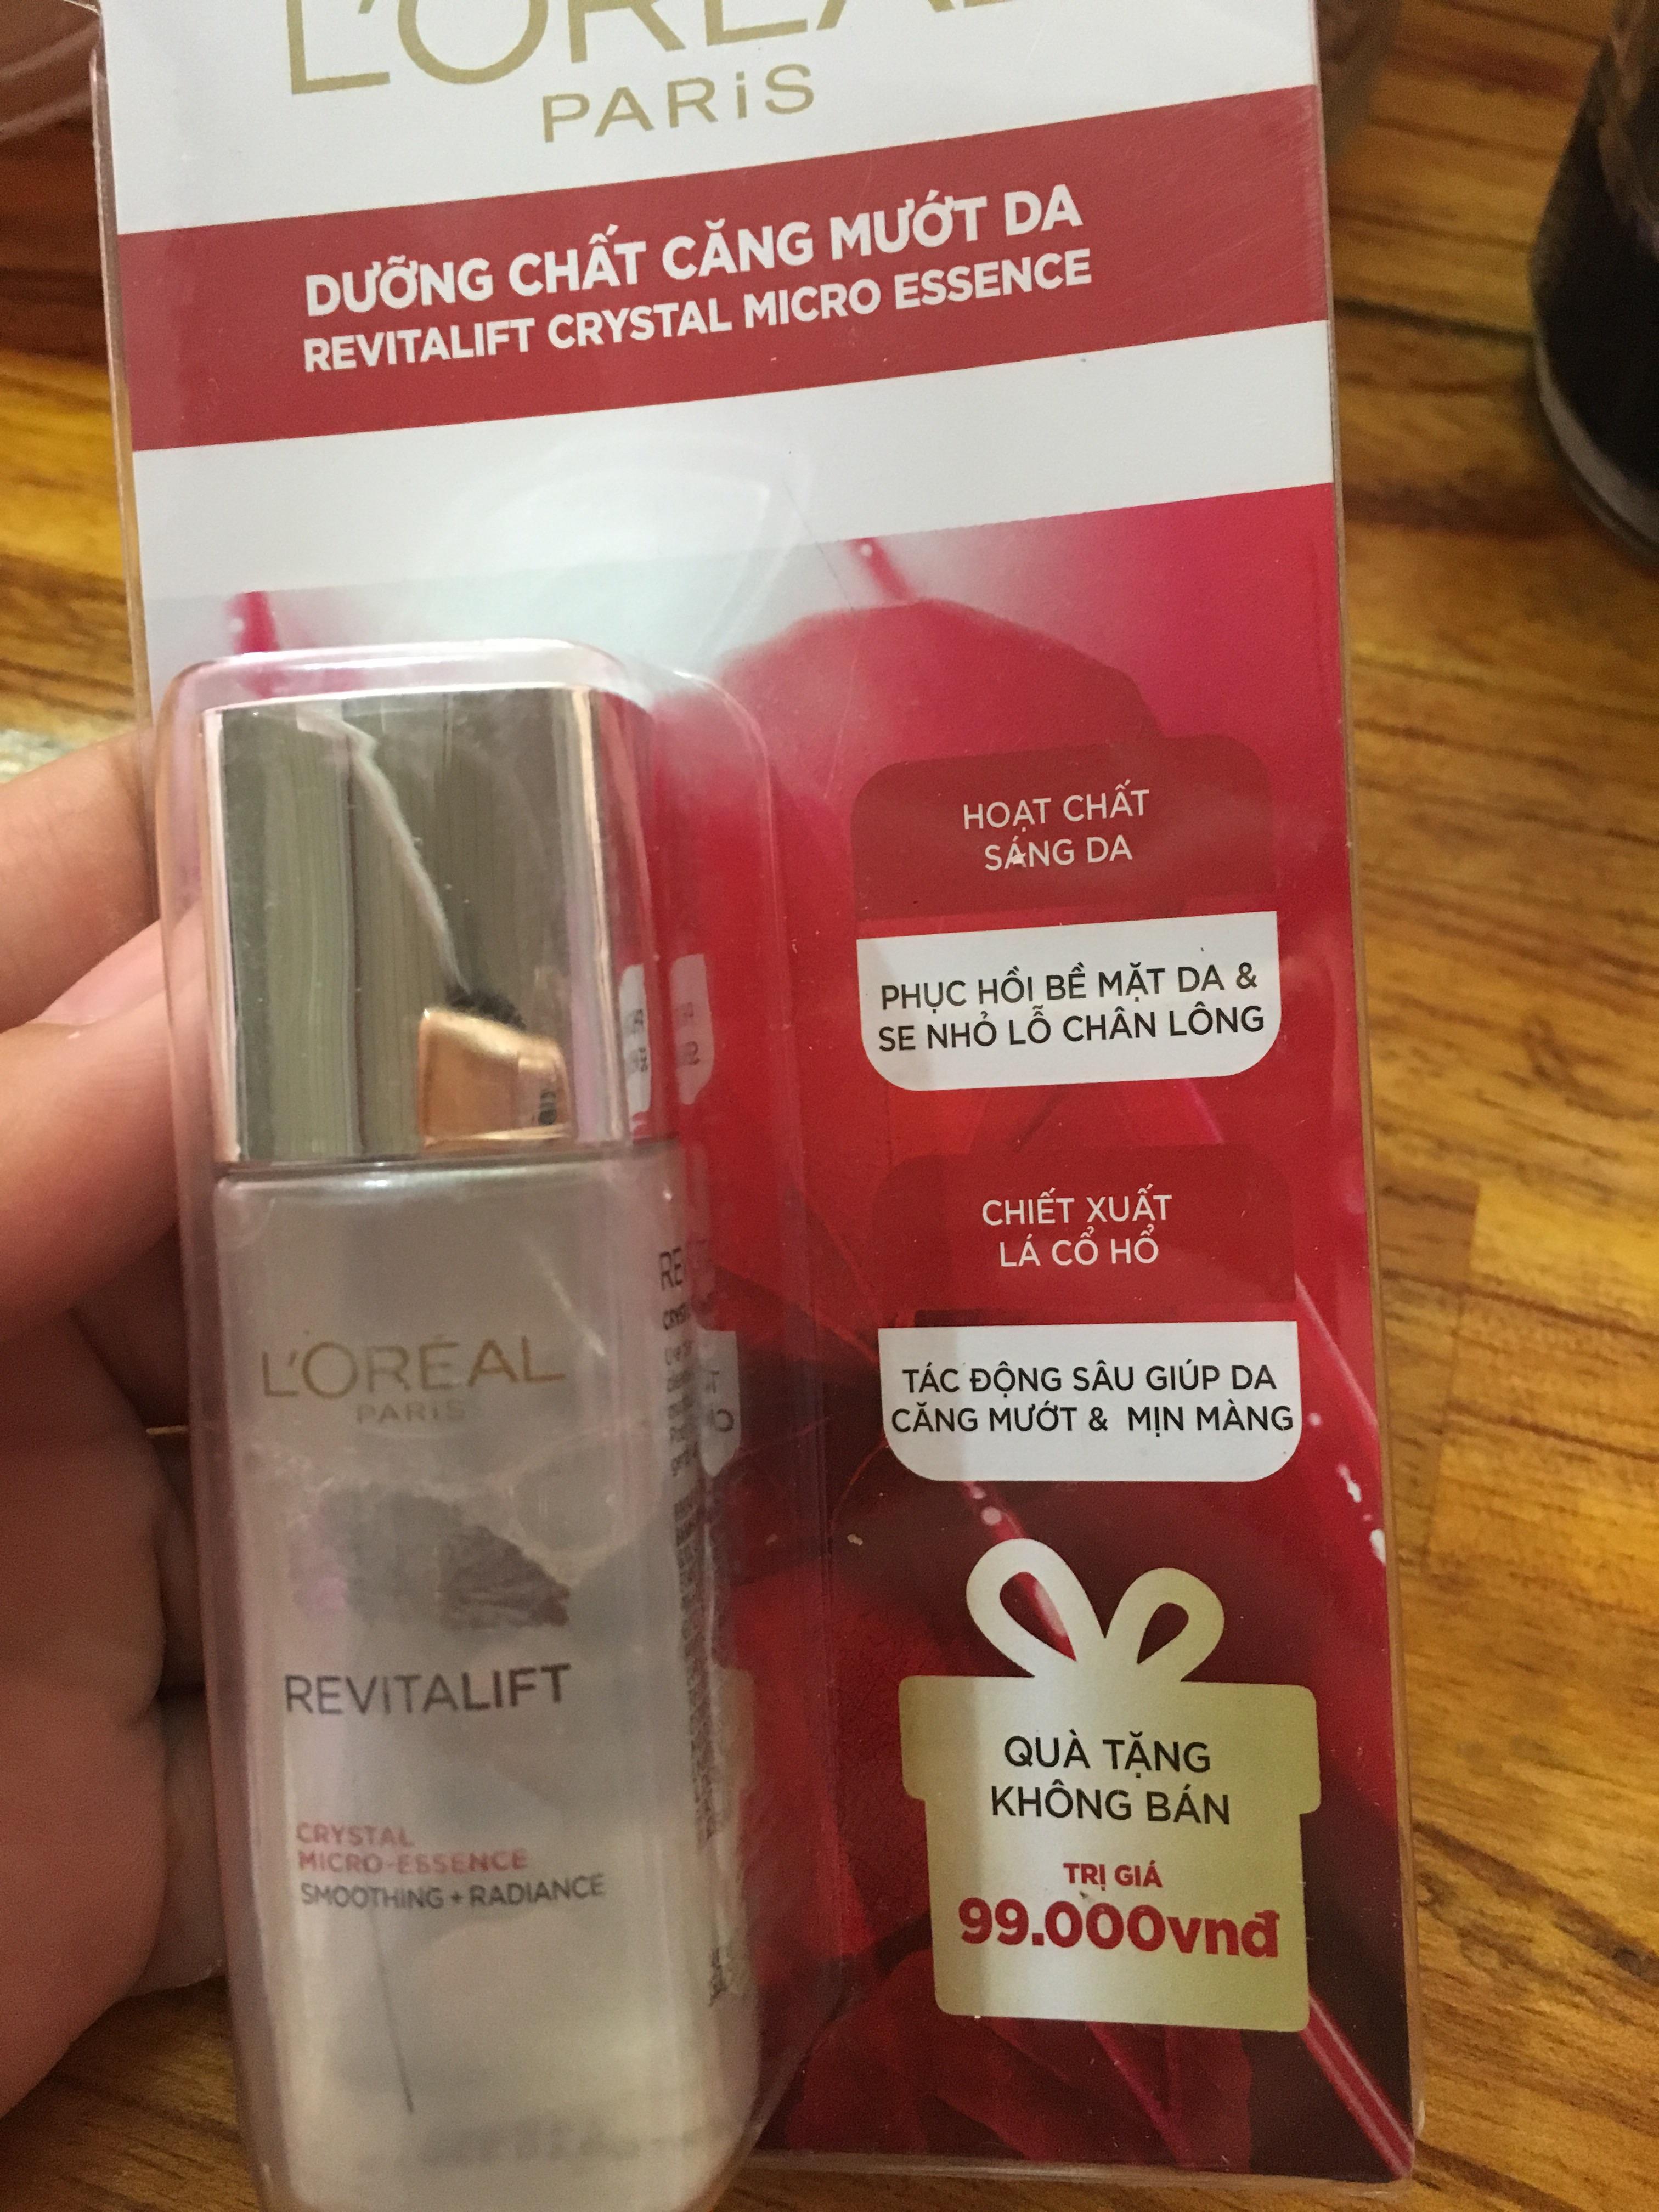 L'ORÉAL
PARiS
DƯỠNG CHẤT CĂNG MƯỚT DA
REVITALIFT CRYSTAL MICRO ESSENCE
HOẠT CHẤT
SÁNG DA
PHỤC HỒI BỀ MẶT DA &
SE NHỎ LỖ CHÂN LÔNG
CHIẾT XUẤT
LÁ CỔ HỔ
TÁC ĐỘNG SÂU GIÚP DA
CĂNG MƯỚT & MỊN MÀNG
QUÀ TẶNG
KHÔNG BÁN
TRỊ GIÁ
99.000vnđ
L'ORÉAL
PARiS
REViTALIFT
CRYSTAL
MICRO-ESSENCE
SMOOTHING + RADIANCE